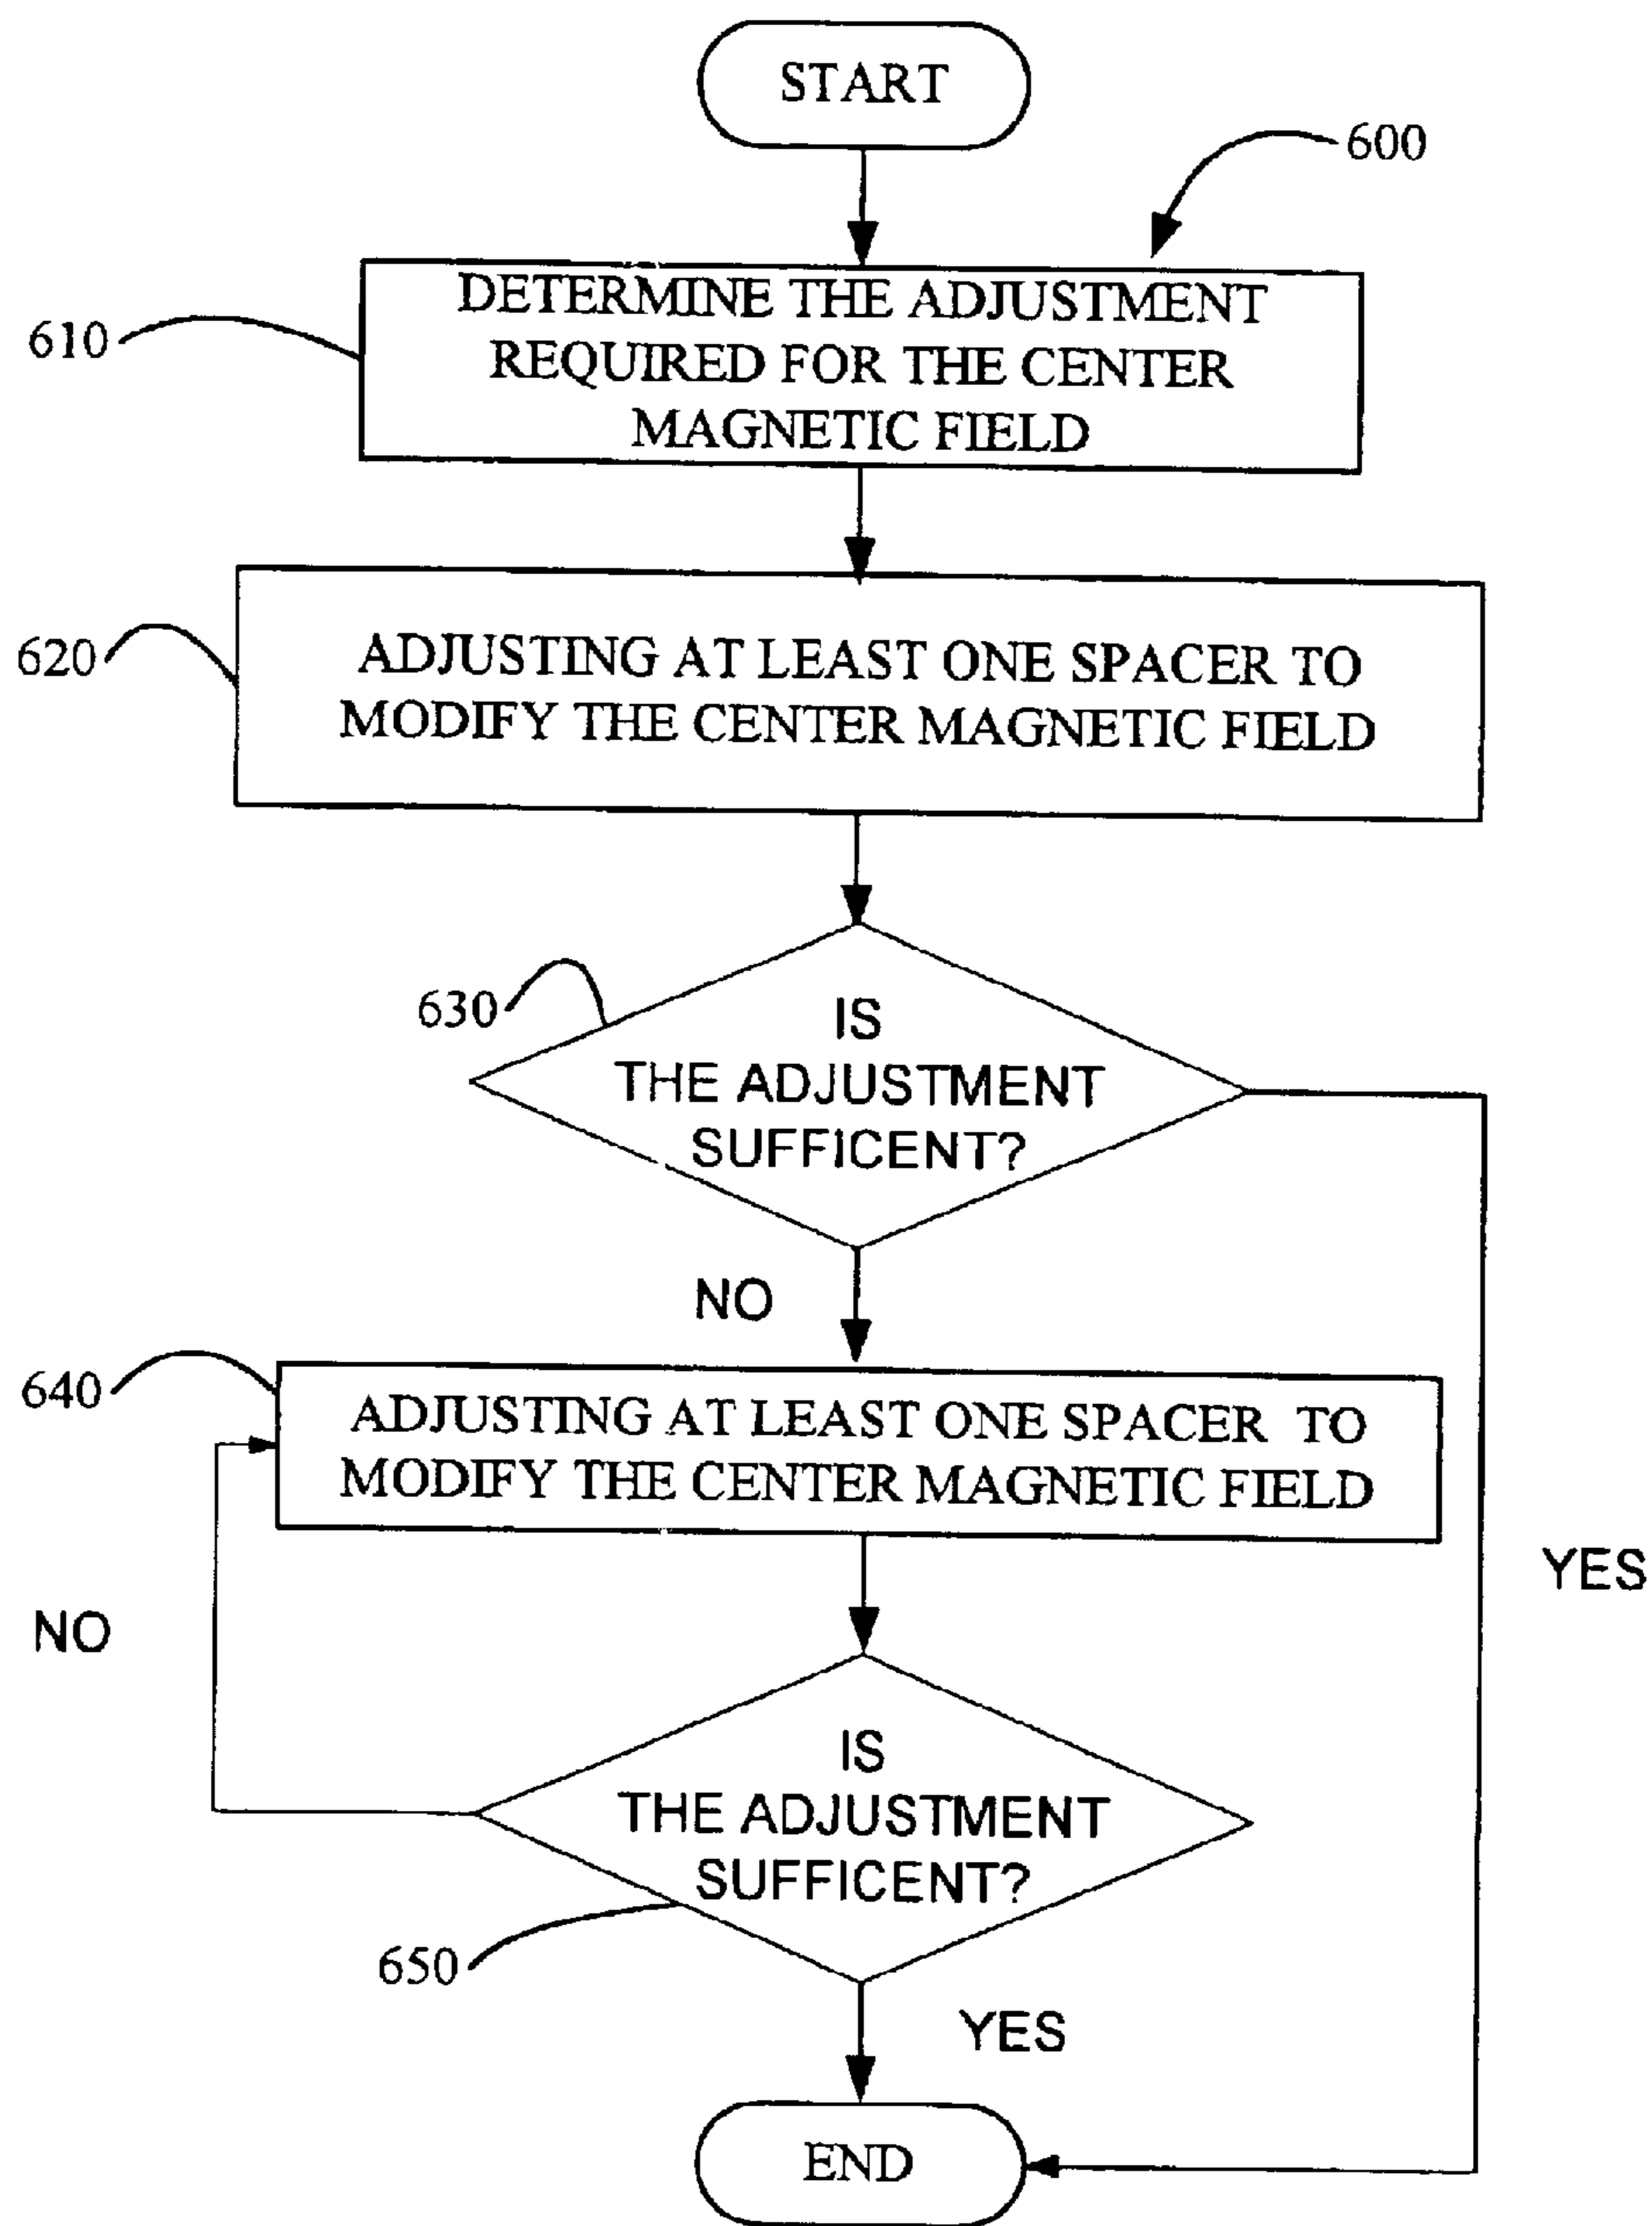 START
600
610
DETERMINE THE ADJUSTMENT
REQUIRED FOR THE CENTER
MAGNETIC FIELD
620
ADJUSTING AT LEAST ONE SPACER TO
MODIFY THE CENTER MAGNETIC FIELD
630
IS
THE ADJUSTMENT
SUFFICENT?
NO
640
ADJUSTING AT LEAST ONE SPACER TO
MODIFY THE CENTER MAGNETIC FIELD
YES
NO
IS
THE ADJUSTMENT
SUFFICENT?
650
YES
END